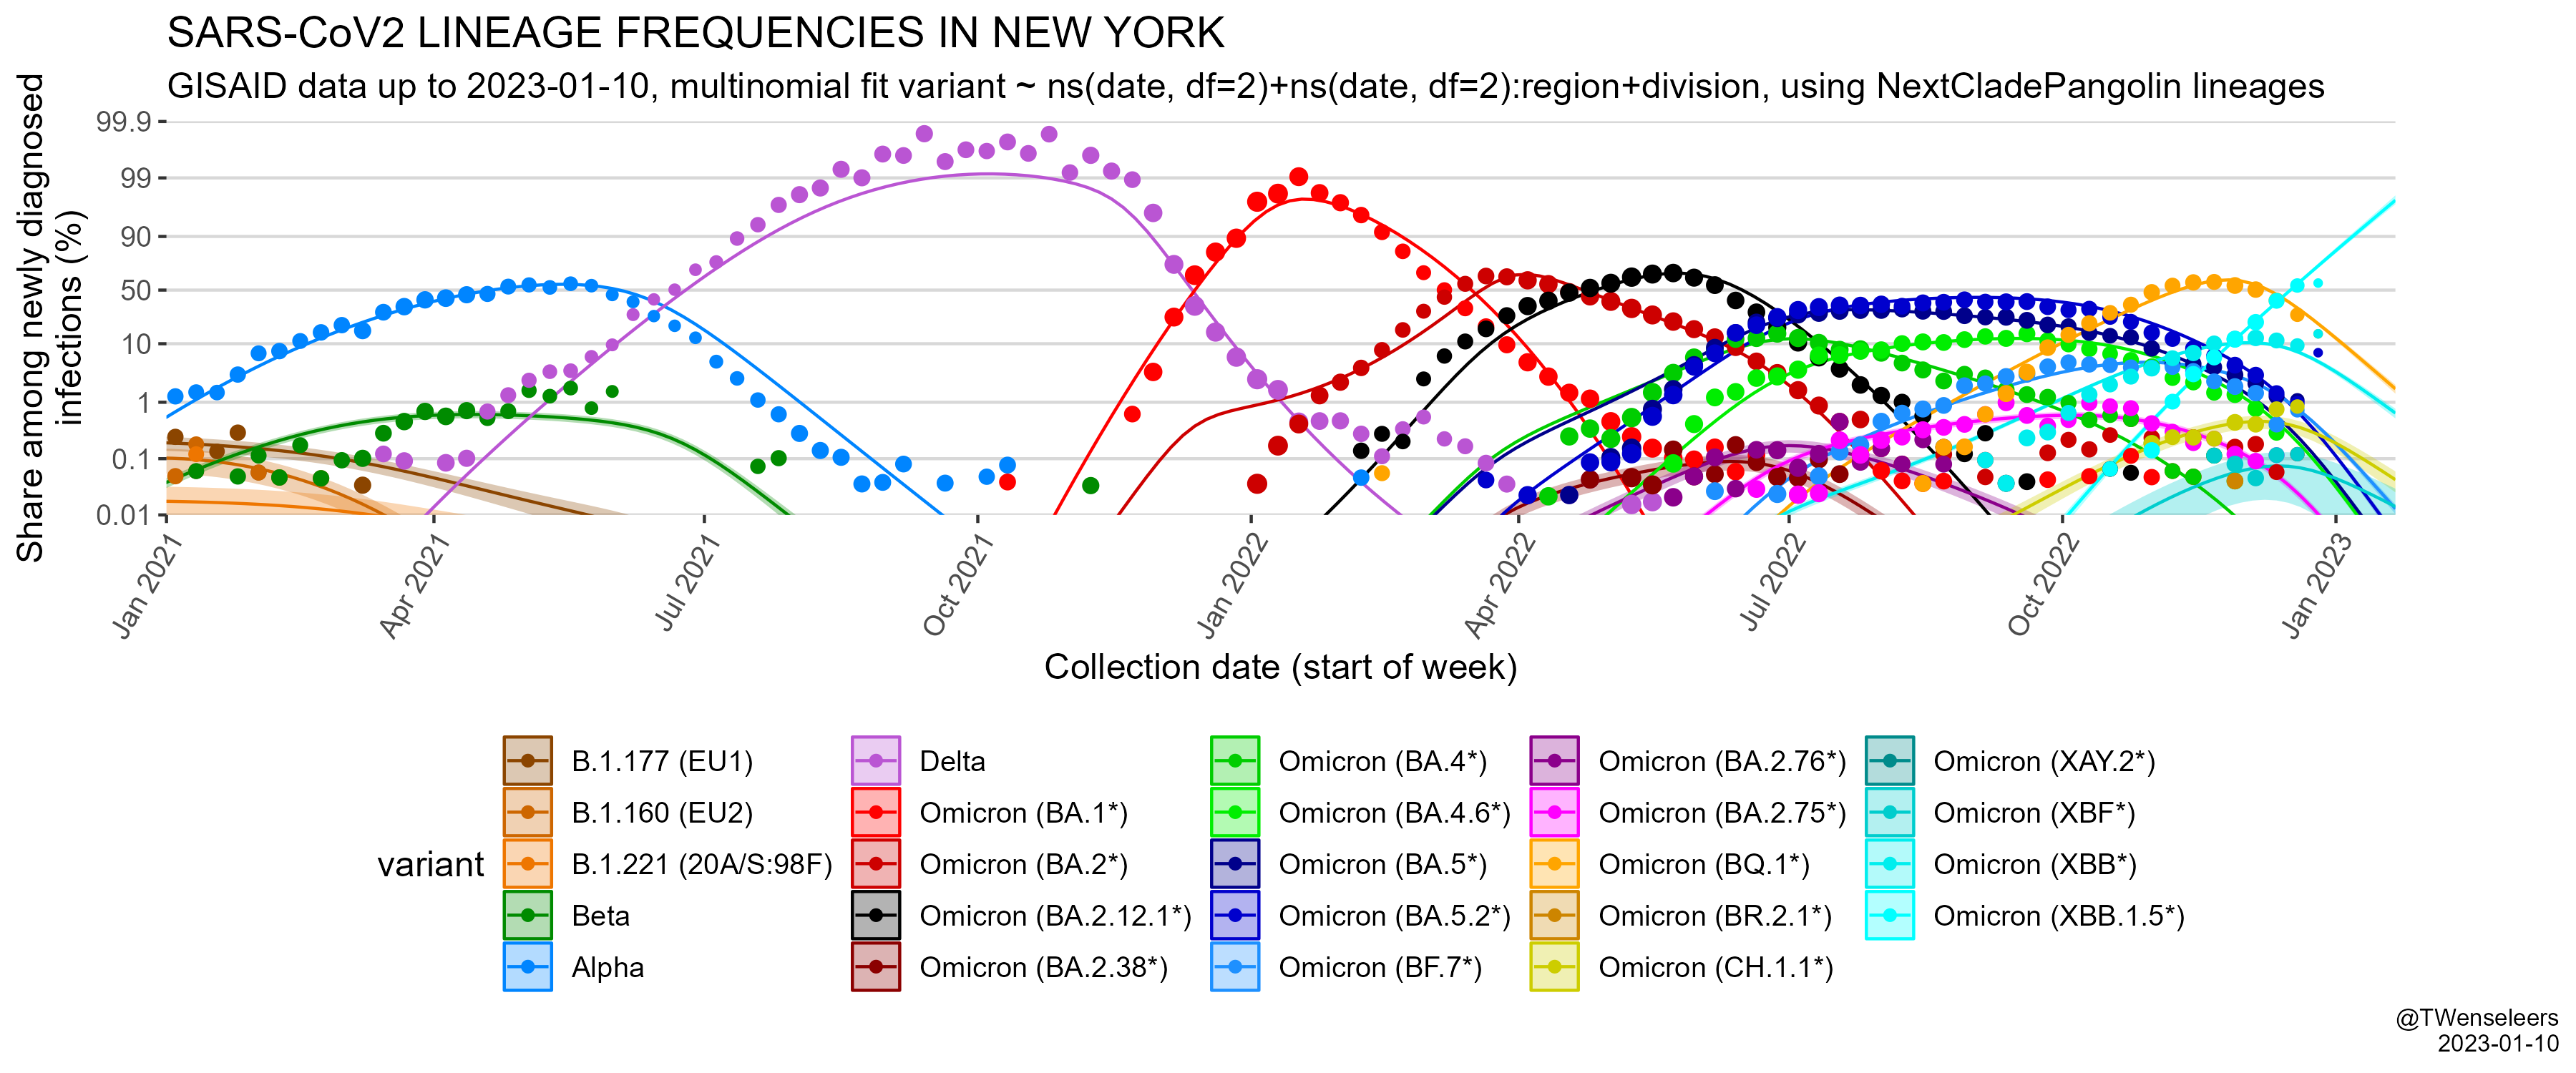 SARS-CoV2 LINEAGE FREQUENCIES IN NEW YORK
GISAID data up to 2023-01-10, multinomial fit variant ~ ns(date, df=2)+ns(date, df=2):region+division, using NextCladePangolin lineages
Share among newly diagnosed
infections (%)
99.9
99
90
50
10
1
0.1
0.01
Jan 2021
Apr 2021
Jul 2021
Oct 2021
Jan 2022
Apr 2022
Jul 2022
Oct 2022
Jan 2023
Collection date (start of week)
variant
B.1.177 (EU1)
B.1.160 (EU2)
B.1.221 (20A/S:98F)
Beta
Alpha
Delta
Omicron (BA.1*)
Omicron (BA.2*)
Omicron (BA.2.12.1*)
Omicron (BA.2.38*)
Omicron (BA.4*)
Omicron (BA.4.6*)
Omicron (BA.5*)
Omicron (BA.5.2*)
Omicron (BF.7*)
Omicron (BA.2.76*)
Omicron (BA.2.75*)
Omicron (BQ.1*)
Omicron (BR.2.1*)
Omicron (CH.1.1*)
Omicron (XAY.2*)
Omicron (XBF*)
Omicron (XBB*)
Omicron (XBB.1.5*)
@TWenseleers
2023-01-10